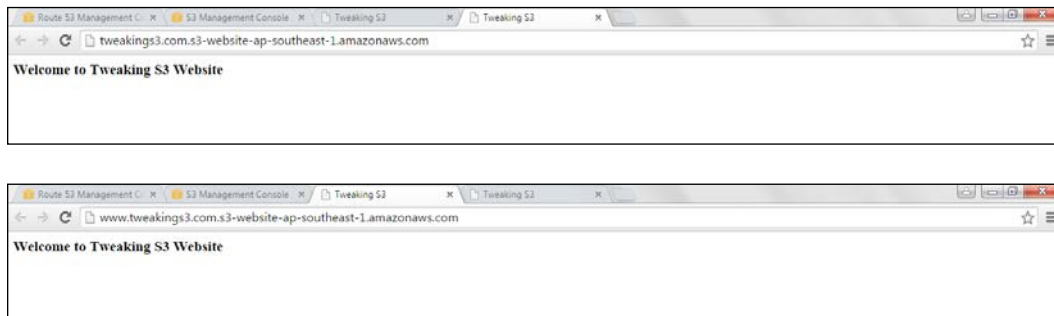 Route 53 Management C
S3 Management Console
Tweaking S3
Tweaking S3
tweakings3.com.s3-website-ap-southeast-1.amazonaws.com
Welcome to Tweaking S3 Website
Route 53 Management C
S3 Management Console
Tweaking S3
Tweaking S3
www.tweakings3.com.s3-website-ap-southeast-1.amazonaws.com
Welcome to Tweaking S3 Website